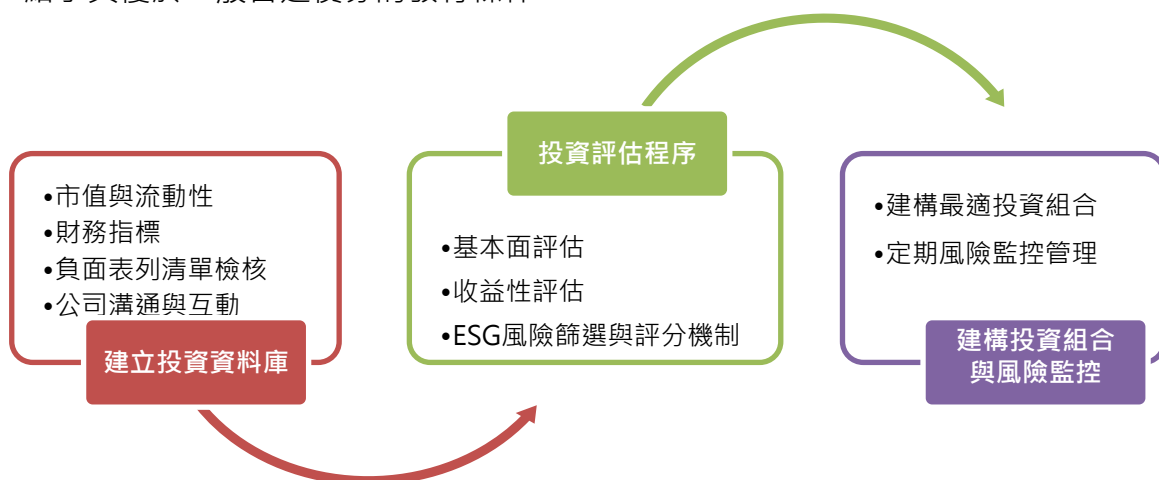 •市值與流動性
•財務指標
•負面表列清單檢核
•公司溝通與互動
建立投資資料庫
投資評估程序
•基本面評估
•收益性評估
•ESG風險篩選與評分機制
•建構最適投資組合
•定期風險監控管理
建構投資組合
與風險監控